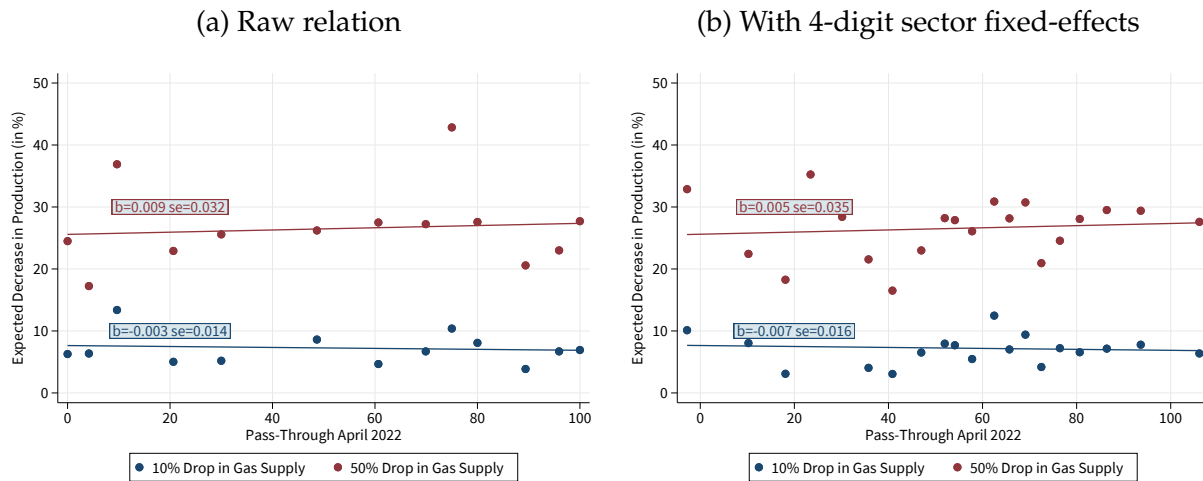 (a) Raw relation
50
40
30
20
10
0
Expected Decrease in Production (in %)
b=0.009 se=0.032
b=-0.003 se=0.014
0 20 40 60 80 100
Pass-Through April 2022
10% Drop in Gas Supply 50% Drop in Gas Supply
(b) With 4-digit sector fixed-effects
50
40
30
20
10
0
Expected Decrease in Production (in %)
b=0.005 se=0.035
b=-0.007 se=0.016
0 20 40 60 80 100
Pass-Through April 2022
10% Drop in Gas Supply 50% Drop in Gas Supply